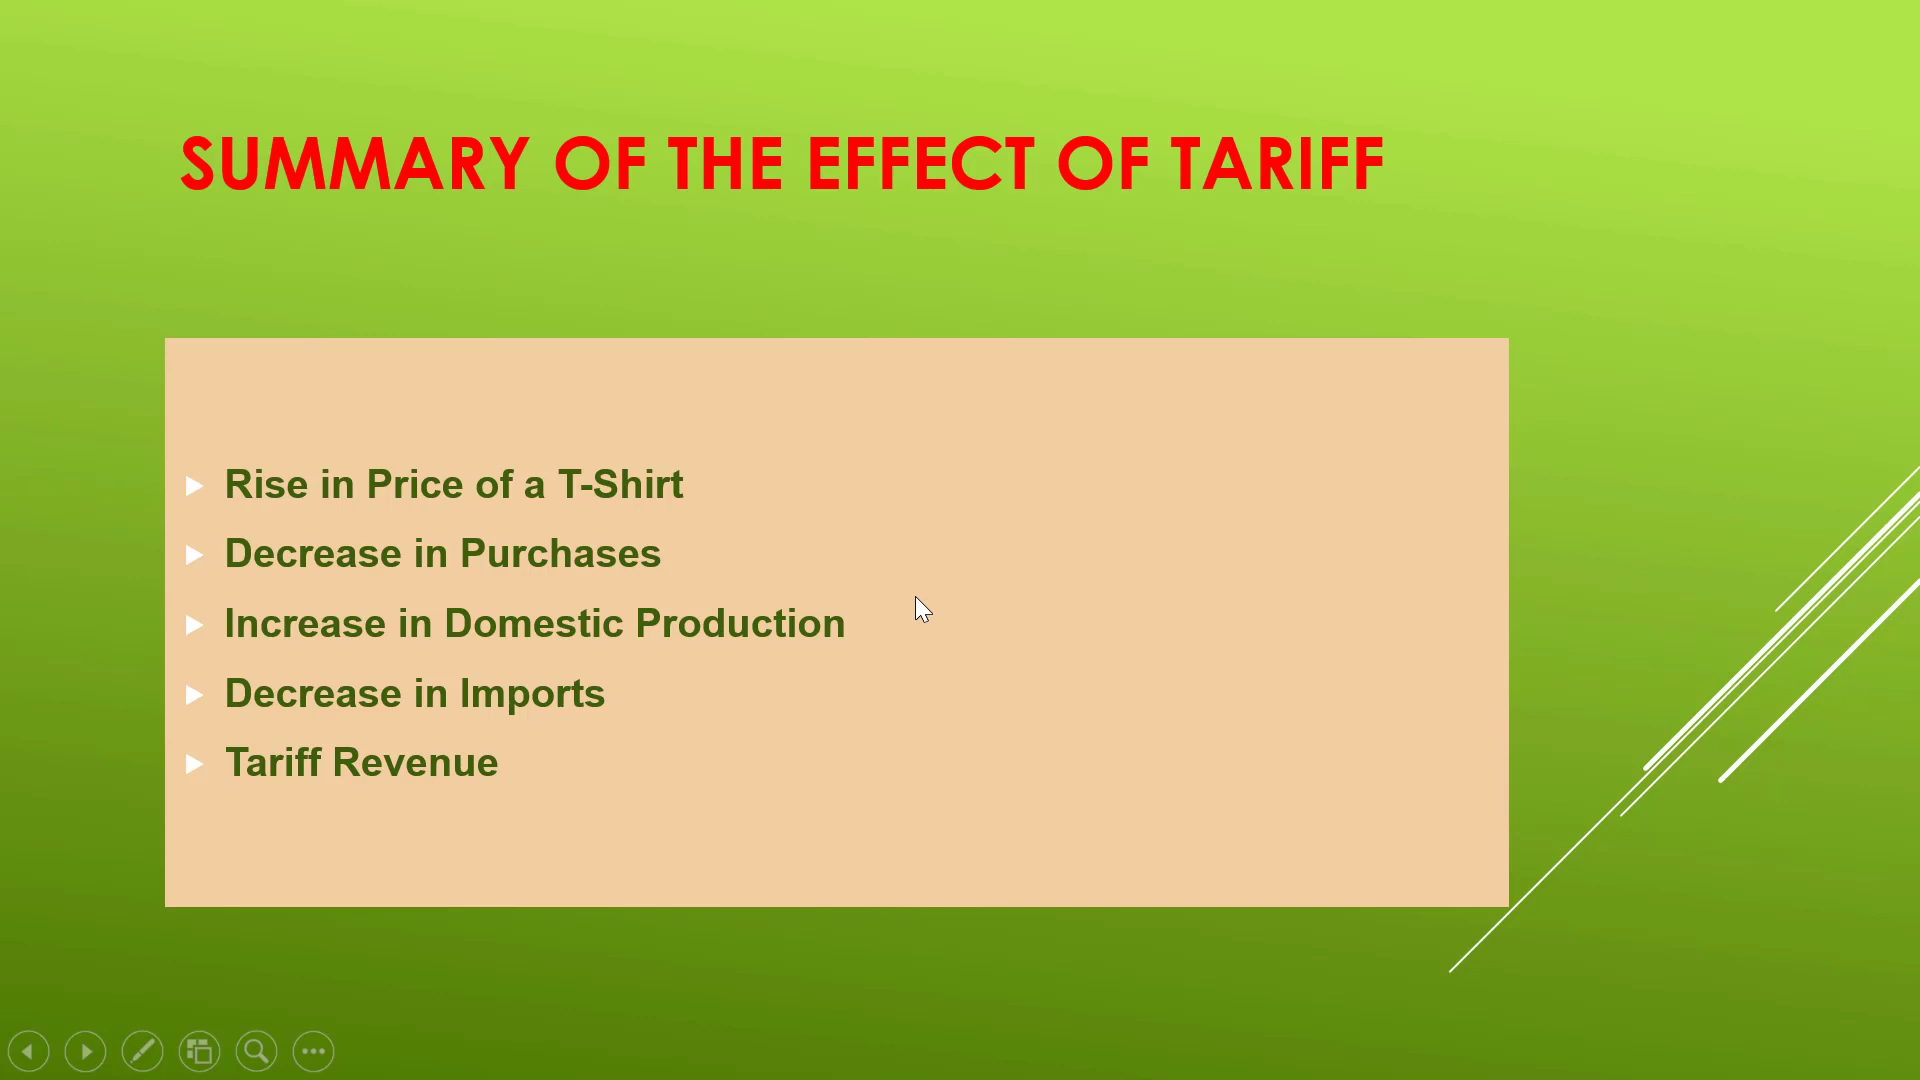 SUMMARY OF THE EFFECT OF TARIFF
Rise in Price of a T-Shirt
Decrease in Purchases
Increase in Domestic Production
Decrease in Imports
Tariff Revenue